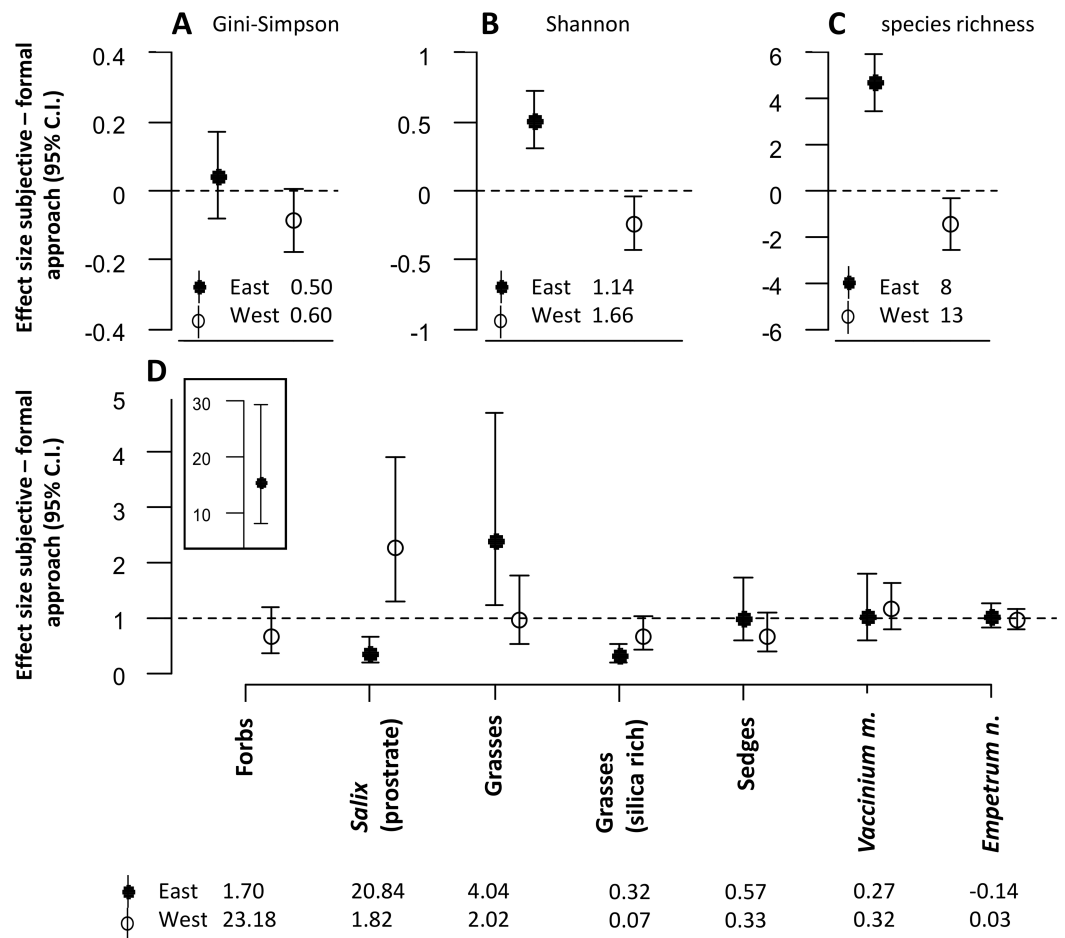 A Gini-Simpson
B Shannon
C species richness
Effect size subjective – formal
approach (95% C.I.)
0.4
0.2
0
-0.2
-0.4
East 0.50
West 0.60
1
0.5
0
-0.5
-1
East 1.14
West 1.66
6
4
2
0
-2
-4
-6
East 8
West 13
D
Effect size subjective – formal
approach (95% C.I.)
5
4
3
2
1
0
30
20
10
Forbs
Salix
(prostrate)
Grasses
Grasses
(silica rich)
Sedges
Vaccinium m.
Empetrum n.
East 1.70 20.84 4.04 0.32 0.57 0.27 -0.14
West 23.18 1.82 2.02 0.07 0.33 0.32 0.03